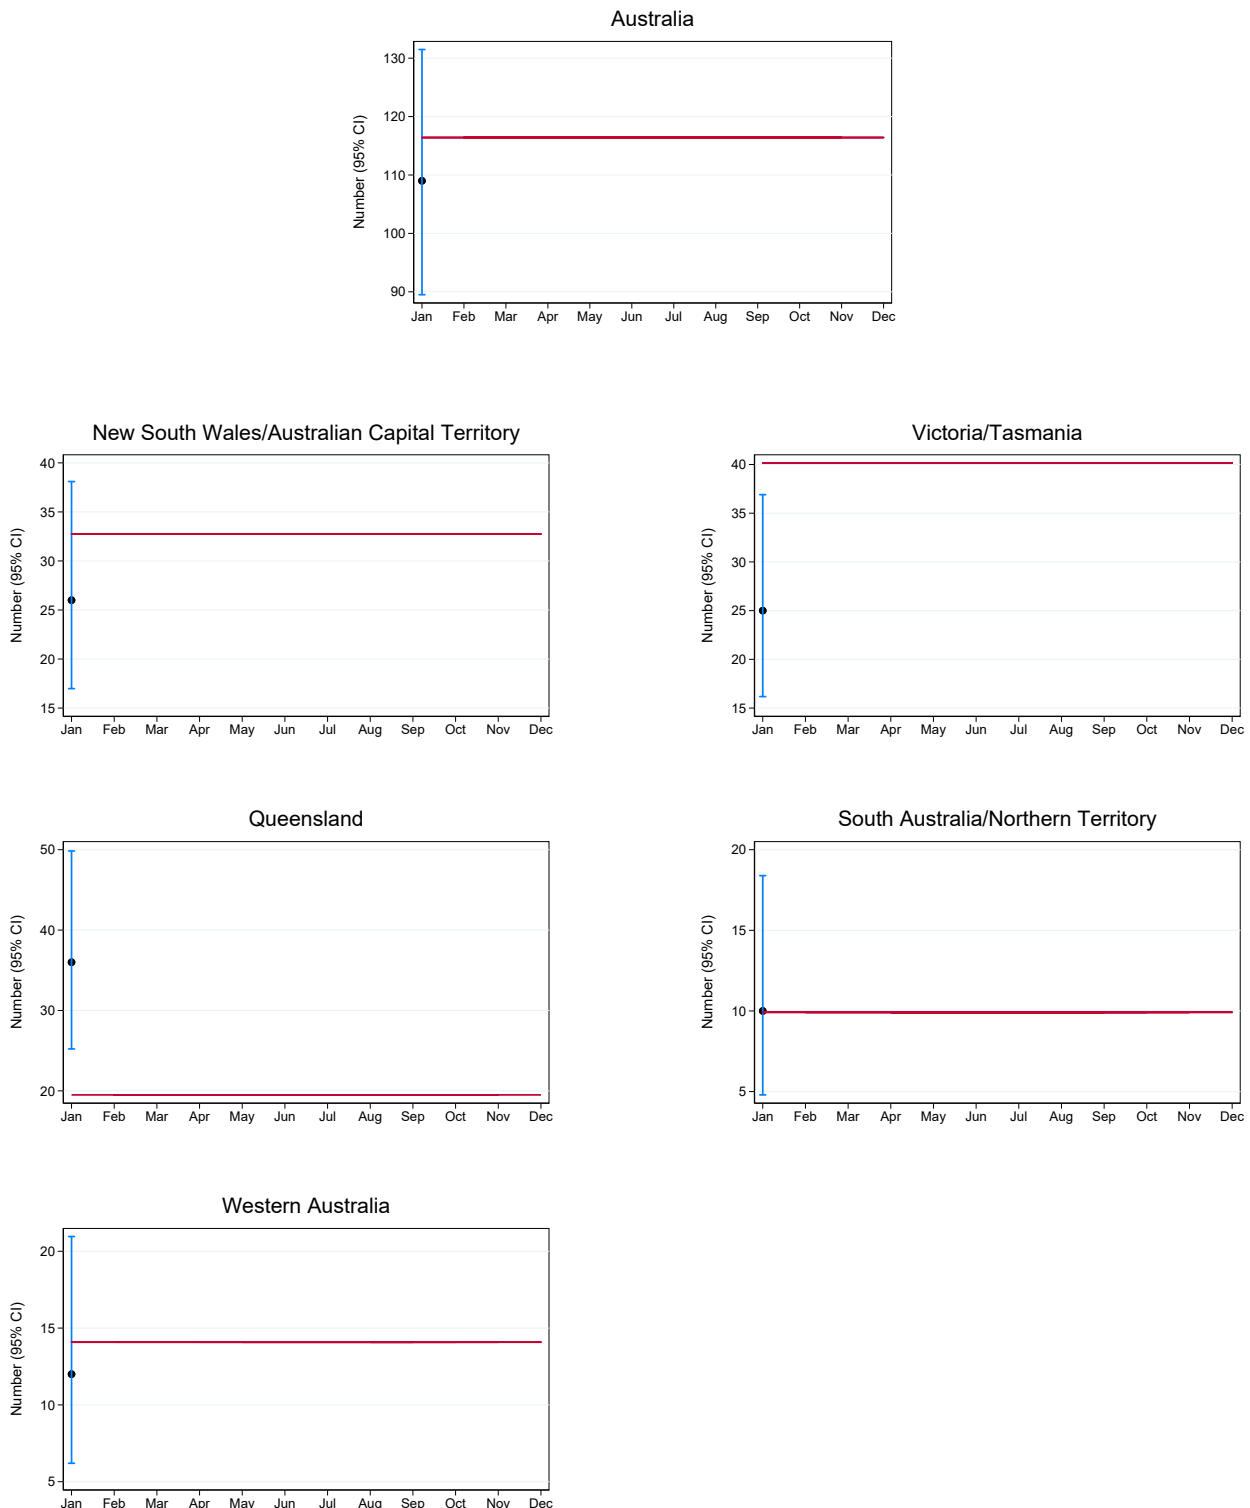 Australia
Number (95% CI)
130
120
110
100
90
Jan Feb Mar Apr May Jun Jul Aug Sep Oct Nov Dec
New South Wales/Australian Capital Territory
Number (95% CI)
40
35
30
25
20
15
Jan Feb Mar Apr May Jun Jul Aug Sep Oct Nov Dec
Victoria/Tasmania
Number (95% CI)
40
35
30
25
20
15
Jan Feb Mar Apr May Jun Jul Aug Sep Oct Nov Dec
Queensland
Number (95% CI)
50
40
30
20
Jan Feb Mar Apr May Jun Jul Aug Sep Oct Nov Dec
South Australia/Northern Territory
Number (95% CI)
20
15
10
5
Jan Feb Mar Apr May Jun Jul Aug Sep Oct Nov Dec
Western Australia
Number (95% CI)
20
15
10
5
Jan Feb Mar Apr May Jun Jul Aug Sep Oct Nov Dec